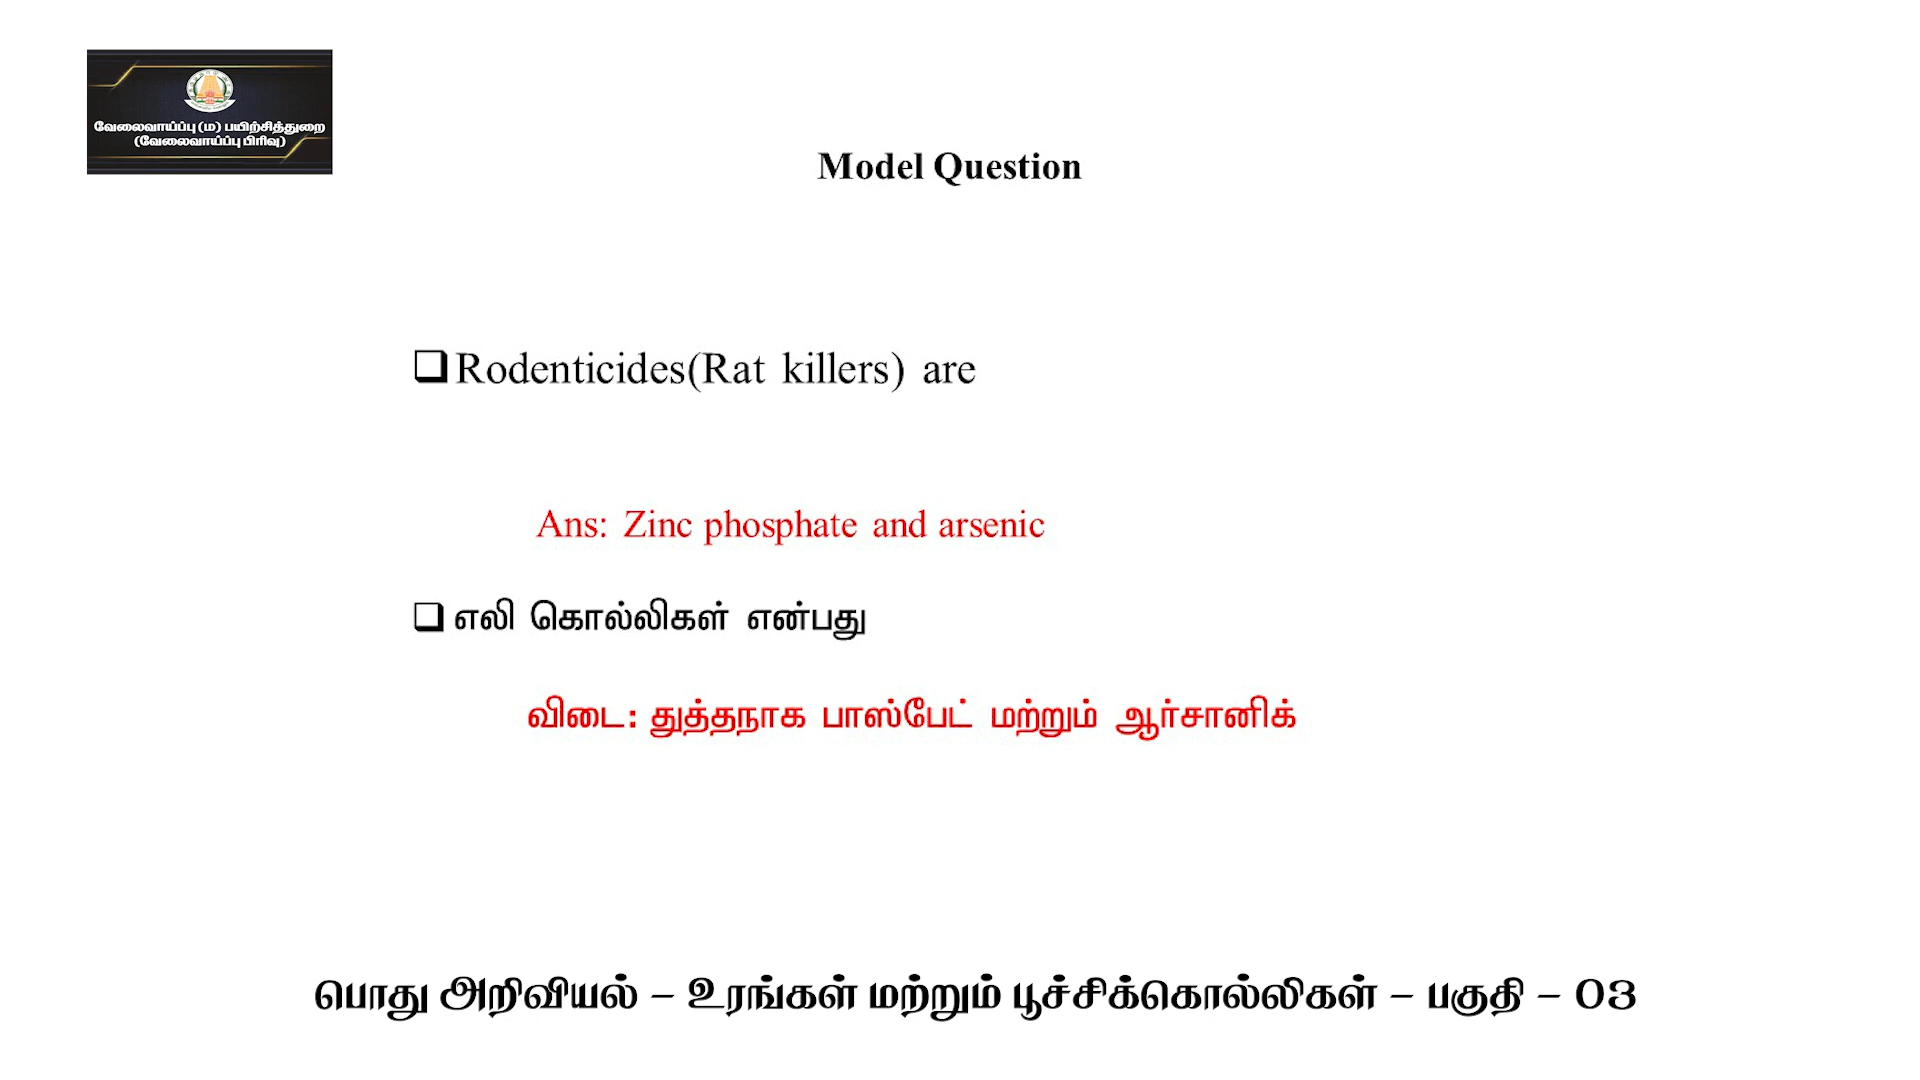 வேலைவாய்ப்பு (ம) பயிற்சித்துறை
(வேலைவாய்ப்பு பிரிவு)
Model Question
Rodenticides(Rat killers) are
Ans: Zinc phosphate and arsenic
எலி கொல்லிகள் என்பது
விடை: துத்தநாக பாஸ்பேட் மற்றும் ஆர்சானிக்
பொது அறிவியல் – உரங்கள் மற்றும் பூச்சிக்கொல்லிகள் – பகுதி – 03